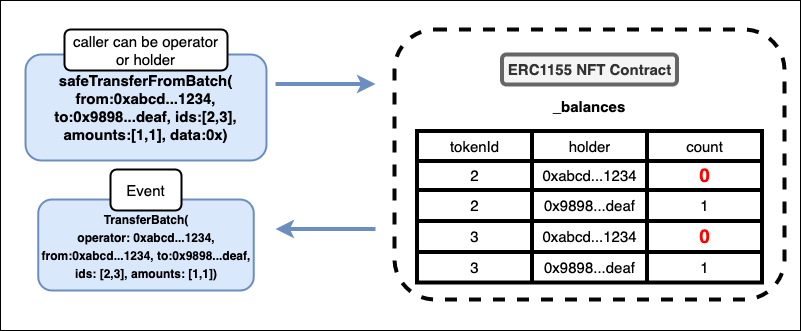 caller can be operator
or holder
safeTransferFromBatch(
from:0xabcd...1234,
to:0x9898...deaf, ids:[2,3],
amounts:[1,1], data:0x)
Event
TransferBatch(
operator: 0xabcd...1234,
from:0xabcd...1234, to:0x9898...deaf,
ids: [2,3], amounts: [1,1])
ERC1155 NFT Contract
_balances
tokenId holder count
2 0xabcd...1234 0
2 0x9898...deaf 1
3 0xabcd...1234 0
3 0x9898...deaf 1